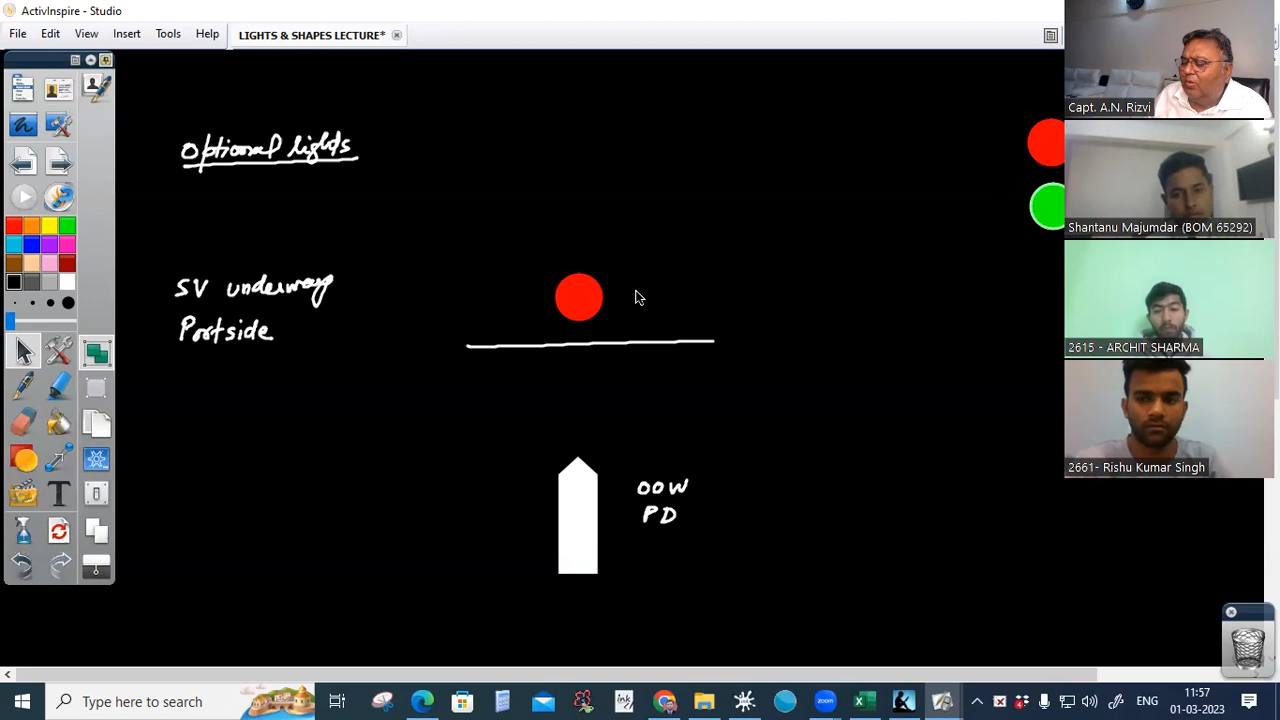 ActivInspire - Studio
File Edit View Insert Tools Help
LIGHTS & SHAPES LECTURE*
Optional lights
SV underway
Portside
OOW
PD
Capt. A.N. Rizvi
Shantanu Majumdar (BOM 65292)
2615 - ARCHIT SHARMA
2661- Rishu Kumar Singh
Type here to search
zoom
ink
ENG
11:57
01-03-2023